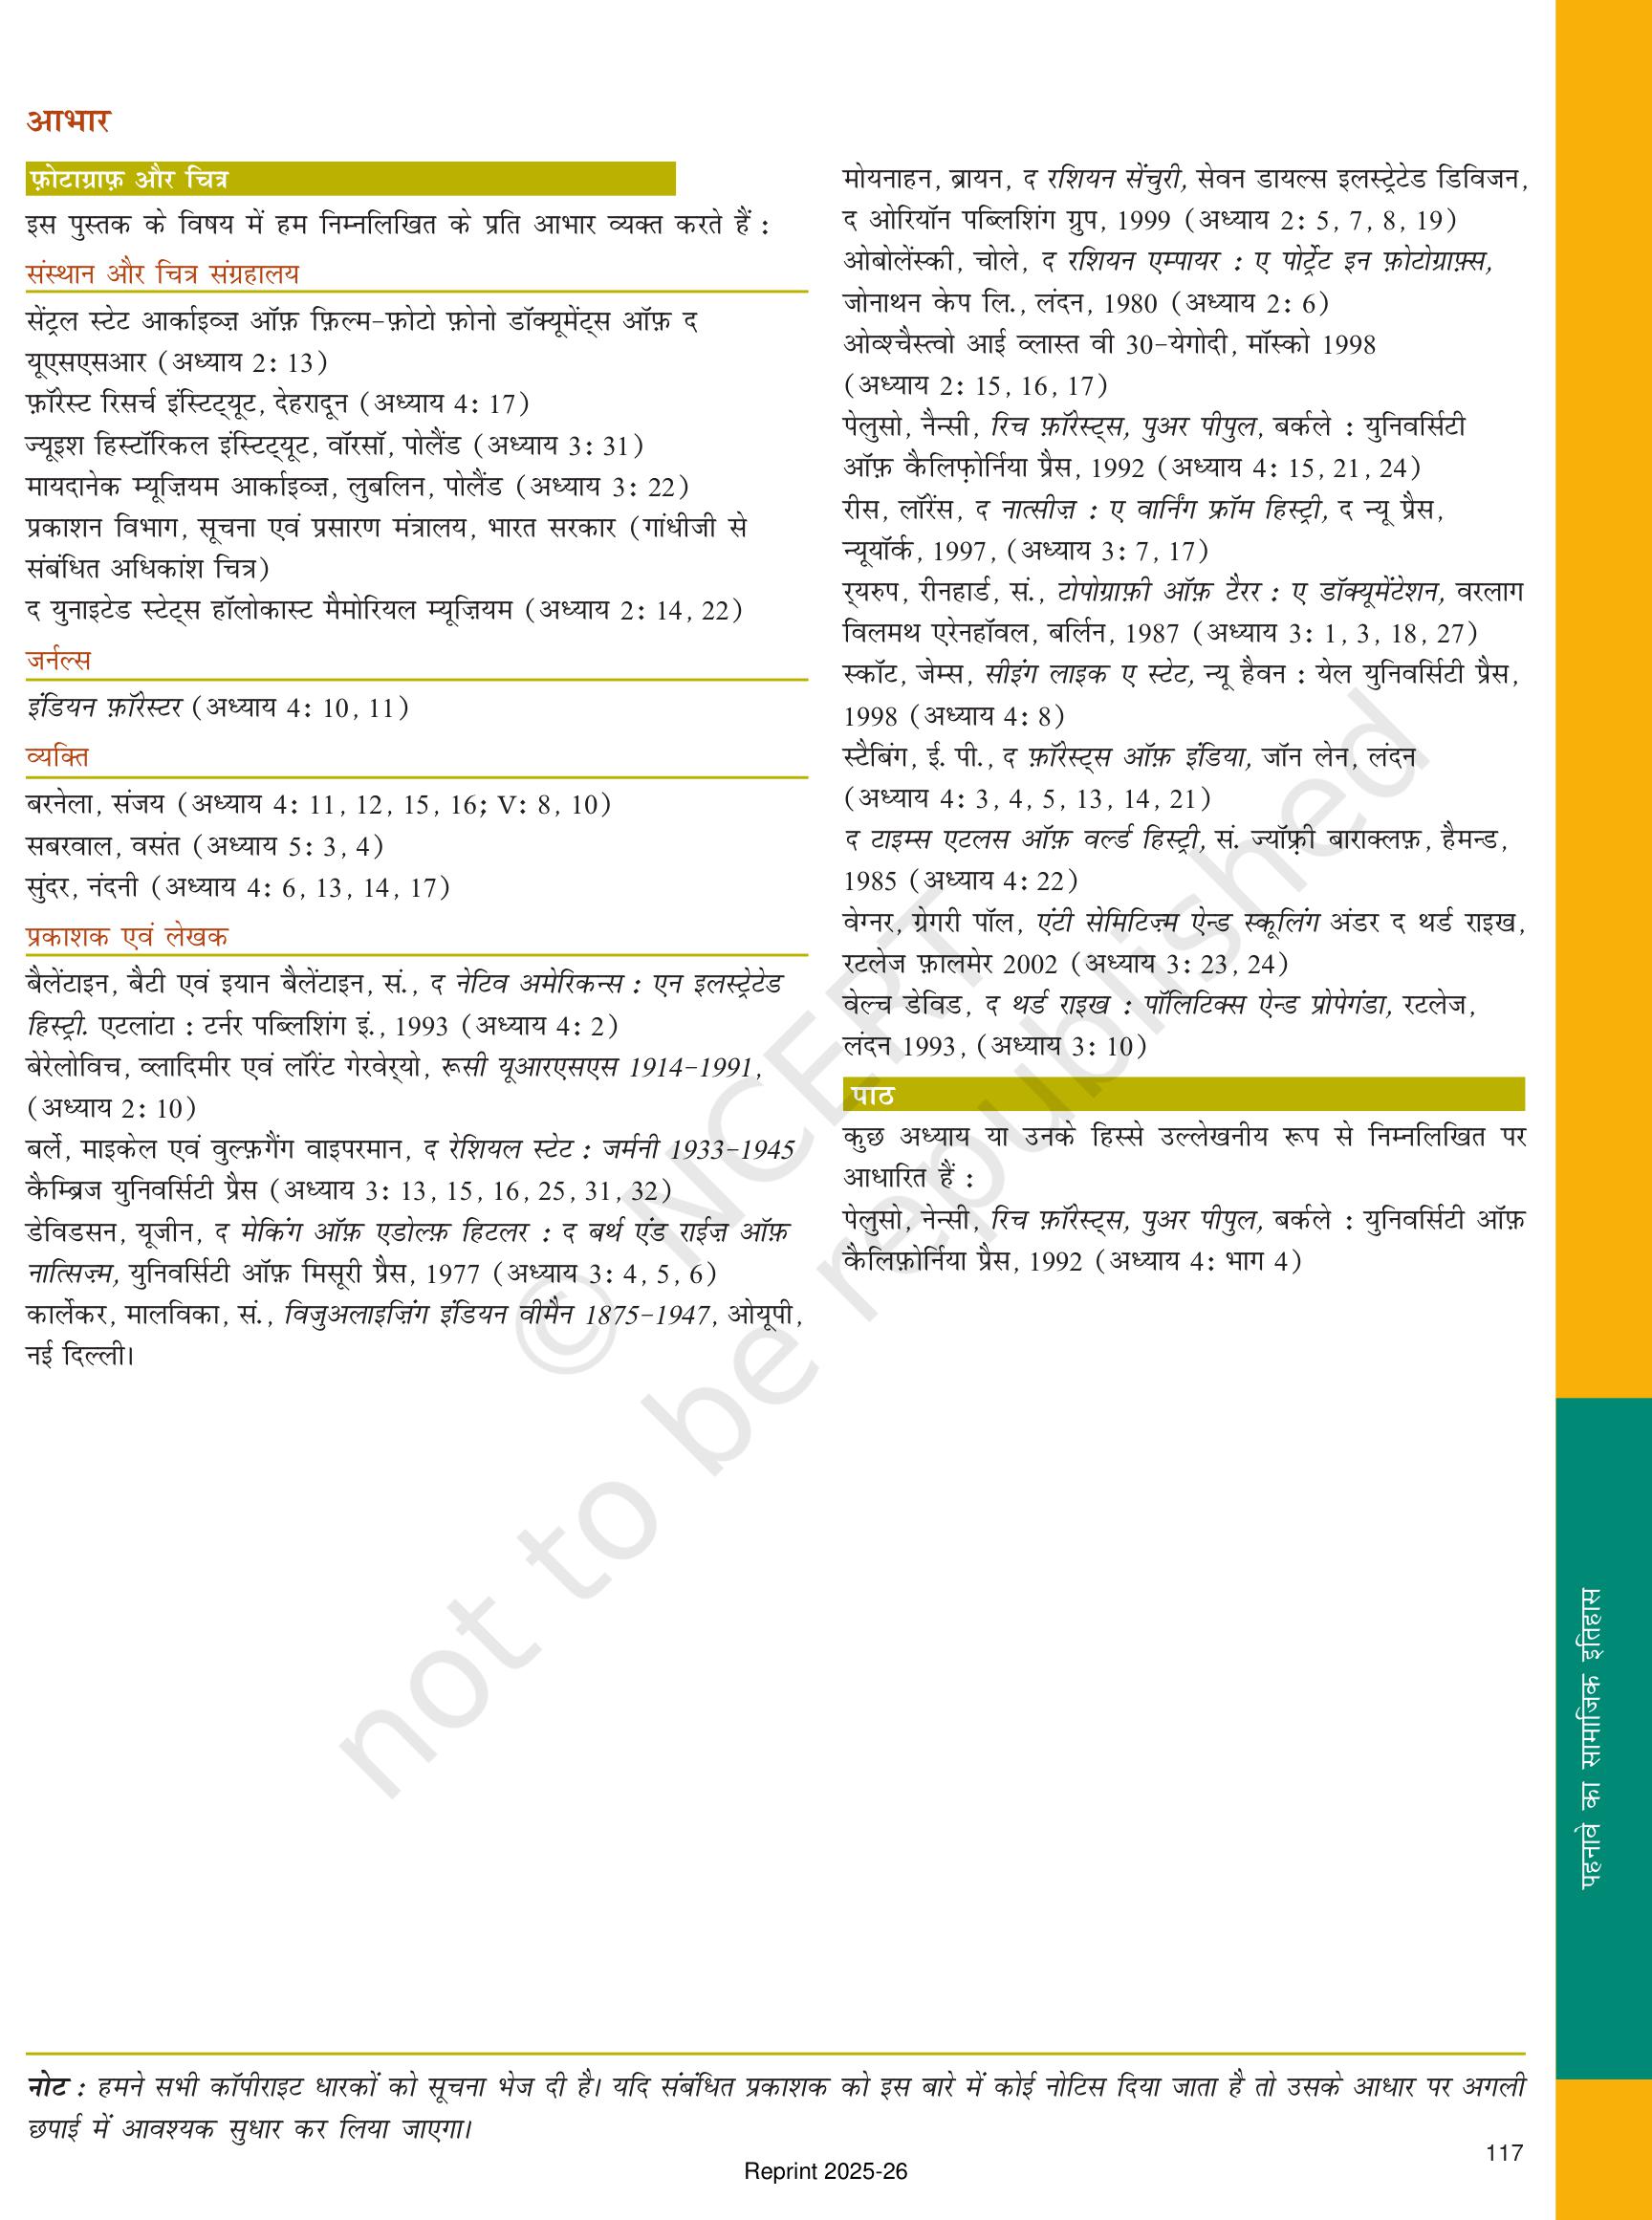 आभार
फ़ोटाग्राफ़ और चित्र
इस पुस्तक के विषय में हम निम्नलिखित के प्रति आभार व्यक्त करते हैं :
संस्थान और चित्र संग्रहालय
सेंट्रल स्टेट आर्काइव्ज़ ऑफ़ फ़िल्म-फ़ोटो फ़ोनो डॉक्यूमेंट्स ऑफ़ द
यूएसएसआर (अध्याय 2: 13)
फ़ॉरेस्ट रिसर्च इंस्टिट्यूट, देहरादून (अध्याय 4: 17)
ज्यूइश हिस्टॉरिकल इंस्टिट्यूट, वॉरसॉ, पोलैंड (अध्याय 3: 31)
मायदानेक म्यूज़ियम आर्काइव्ज़, लुबलिन, पोलैंड (अध्याय 3: 22)
प्रकाशन विभाग, सूचना एवं प्रसारण मंत्रालय, भारत सरकार (गांधीजी से
संबंधित अधिकांश चित्र)
द युनाइटेड स्टेट्स हॉलोकास्ट मैमोरियल म्यूज़ियम (अध्याय 2: 14, 22)
जर्नल्स
इंडियन फ़ॉरेस्टर (अध्याय 4: 10, 11)
व्यक्ति
बरनेला, संजय (अध्याय 4: 11, 12, 15, 16; V: 8, 10)
सबरवाल, वसंत (अध्याय 5: 3, 4)
सुंदर, नंदनी (अध्याय 4: 6, 13, 14, 17)
प्रकाशक एवं लेखक
बैलेंटाइन, बैटी एवं इयान बैलेंटाइन, सं., द नेटिव अमेरिकन्स : एन इलस्ट्रेटेड
हिस्ट्री. एटलांटा : टर्नर पब्लिशिंग इं., 1993 (अध्याय 4: 2)
बेरेलोविच, व्लादिमीर एवं लॉरेंट गेरवेर्‍यो, रूसी यूआरएसएस 1914-1991,
(अध्याय 2: 10)
बर्ले, माइकेल एवं वुल्फ़गैंग वाइपरमान, द रेशियल स्टेट : जर्मनी 1933-1945
कैम्ब्रिज युनिवर्सिटी प्रैस (अध्याय 3: 13, 15, 16, 25, 31, 32)
डेविडसन, यूजीन, द मेकिंग ऑफ़ एडोल्फ़ हिटलर : द बर्थ एंड राईज़ ऑफ़
नात्सिज़्म, युनिवर्सिटी ऑफ़ मिसूरी प्रैस, 1977 (अध्याय 3: 4, 5, 6)
कार्लेकर, मालविका, सं., विजुअलाइज़िंग इंडियन वीमैन 1875-1947, ओयूपी,
नई दिल्ली।
मोयनाहन, ब्रायन, द रशियन सेंचुरी, सेवन डायल्स इलस्ट्रेटेड डिविजन,
द ओरियॉन पब्लिशिंग ग्रुप, 1999 (अध्याय 2: 5, 7, 8, 19)
ओबोलेंस्की, चोले, द रशियन एम्पायर : ए पोर्ट्रेट इन फ़ोटोग्राफ़्स,
जोनाथन केप लि., लंदन, 1980 (अध्याय 2: 6)
ओव्श्चैस्त्वो आई व्लास्त वी 30-येगोदी, मॉस्को 1998
(अध्याय 2: 15, 16, 17)
पेलुसो, नैन्सी, रिच फ़ॉरेस्ट्स, पुअर पीपुल, बर्कले : युनिवर्सिटी
ऑफ़ कैलिफ़ोर्निया प्रैस, 1992 (अध्याय 4: 15, 21, 24)
रीस, लॉरेंस, द नात्सीज़ : ए वार्निंग फ्रॉम हिस्ट्री, द न्यू प्रैस,
न्यूयॉर्क, 1997, (अध्याय 3: 7, 17)
र्‍यरुप, रीनहार्ड, सं., टोपोग्राफ़ी ऑफ़ टैरर : ए डॉक्यूमेंटेशन, वरलाग
विलमथ एरेनहॉवल, बर्लिन, 1987 (अध्याय 3: 1, 3, 18, 27)
स्कॉट, जेम्स, सीइंग लाइक ए स्टेट, न्यू हैवन : येल युनिवर्सिटी प्रैस,
1998 (अध्याय 4: 8)
स्टैबिंग, ई. पी., द फ़ॉरेस्ट्स ऑफ़ इंडिया, जॉन लेन, लंदन
(अध्याय 4: 3, 4, 5, 13, 14, 21)
द टाइम्स एटलस ऑफ़ वर्ल्ड हिस्ट्री, सं. ज्यॉफ्री बाराक्लफ़, हैमन्ड,
1985 (अध्याय 4: 22)
वेग्नर, ग्रेगरी पॉल, एंटी सेमिटिज़्म ऐन्ड स्कूलिंग अंडर द थर्ड राइख,
रटलेज फ़ालमेर 2002 (अध्याय 3: 23, 24)
वेल्च डेविड, द थर्ड राइख : पॉलिटिक्स ऐन्ड प्रोपेगंडा, रटलेज,
लंदन 1993, (अध्याय 3: 10)
पाठ
कुछ अध्याय या उनके हिस्से उल्लेखनीय रूप से निम्नलिखित पर
आधारित हैं :
पेलुसो, नेन्सी, रिच फ़ॉरेस्ट्स, पुअर पीपुल, बर्कले : युनिवर्सिटी ऑफ़
कैलिफ़ोर्निया प्रैस, 1992 (अध्याय 4: भाग 4)
© NCERT
not to be republished
पहनावे का सामाजिक इतिहास
नोट : हमने सभी कॉपीराइट धारकों को सूचना भेज दी है। यदि संबंधित प्रकाशक को इस बारे में कोई नोटिस दिया जाता है तो उसके आधार पर अगली
छपाई में आवश्यक सुधार कर लिया जाएगा।
117
Reprint 2025-26